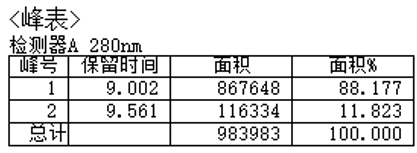 <峰表>
检测器A 280nm
峰号 保留时间 面积 面积%
1 9.002 867648 88.177
2 9.561 116334 11.823
总计 983983 100.000